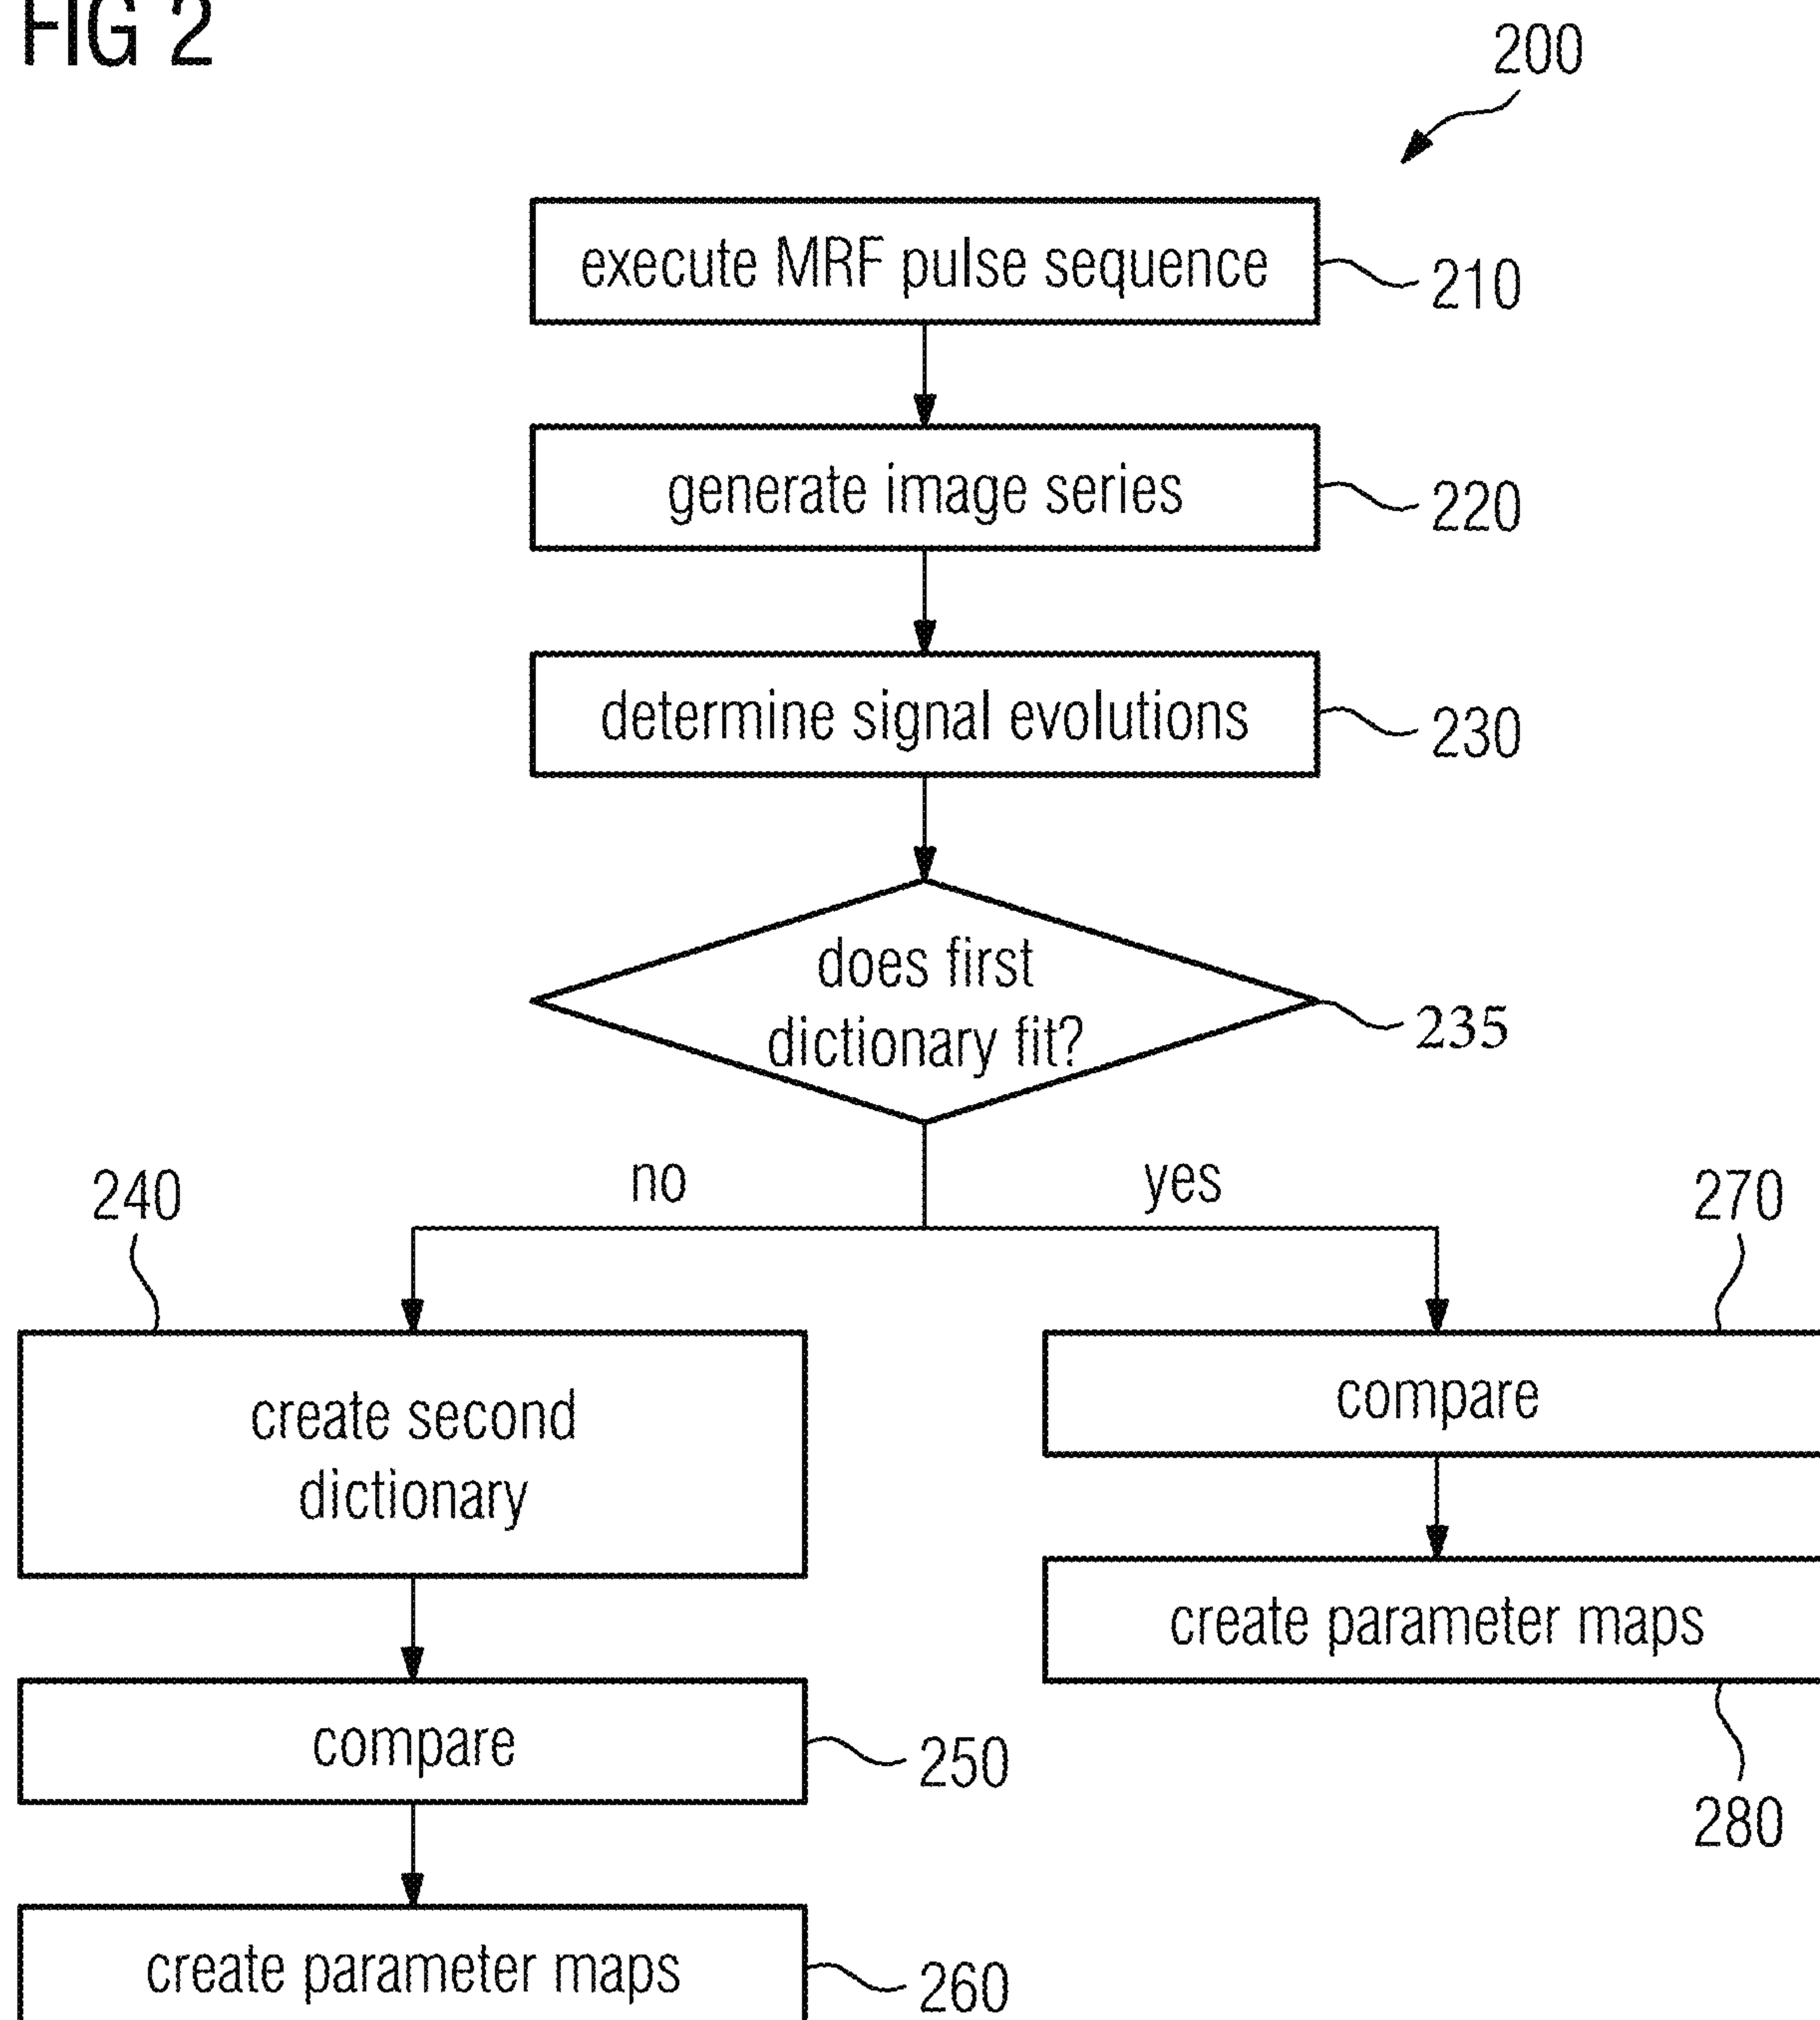 FIG 2
200
execute MRF pulse sequence
210
generate image series
220
determine signal evolutions
230
does first
dictionary fit?
235
no
yes
240
270
create second
dictionary
compare
create parameter maps
compare
250
280
create parameter maps
260